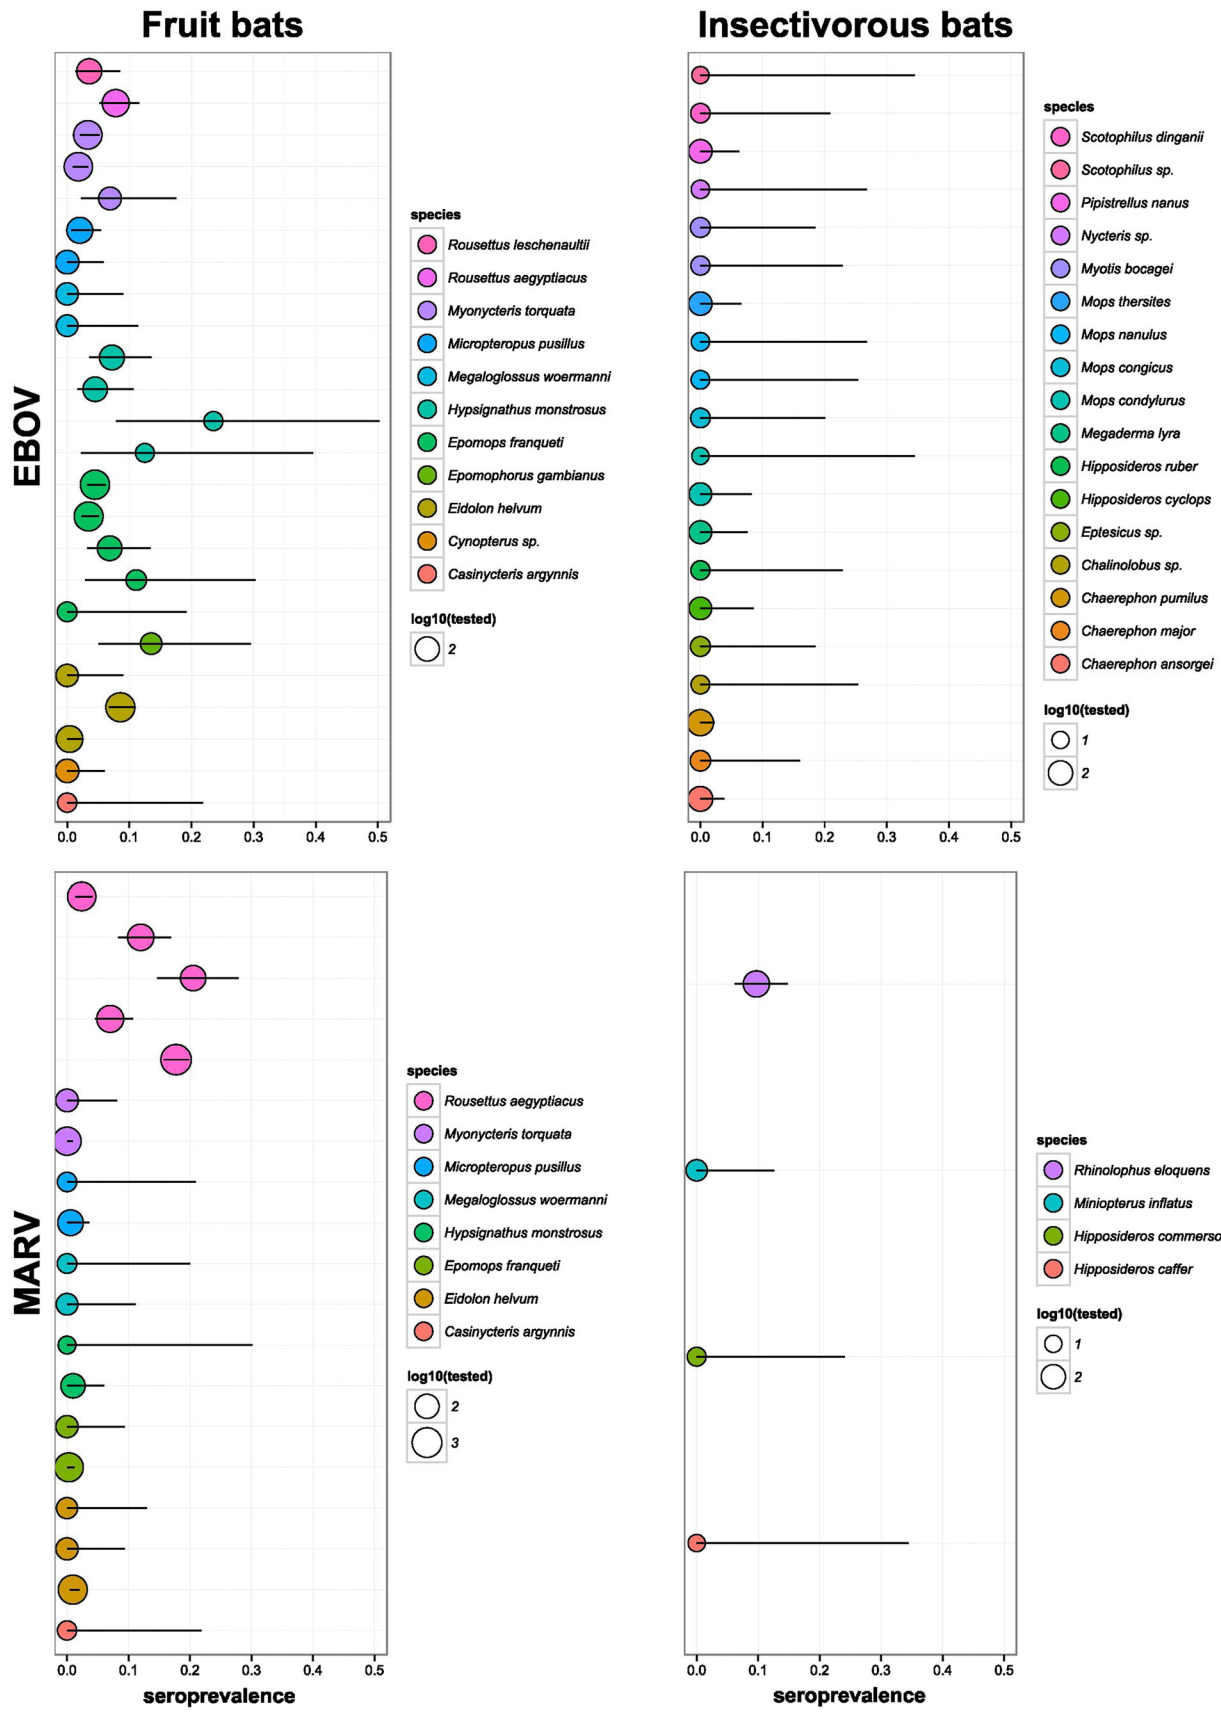 Fruit bats
Insectivorous bats
EBOV
species
Rousettus leschenaultii
Rousettus aegyptiacus
Myonycteris torquata
Micropteropus pusillus
Megaloglossus woermanni
Hypsignathus monstrosus
Epomops franqueti
Epomophorus gambianus
Eidolon helvum
Cynopterus sp.
Casinycteris argynnis
log10(tested)
2
0.0 0.1 0.2 0.3 0.4 0.5
species
Scotophilus dinganii
Scotophilus sp.
Pipistrellus nanus
Nycteris sp.
Myotis bocagei
Mops thersites
Mops nanulus
Mops congicus
Mops condylurus
Megaderma lyra
Hipposideros ruber
Hipposideros cyclops
Eptesicus sp.
Chalinolobus sp.
Chaerephon pumilus
Chaerephon major
Chaerephon ansorgei
log10(tested)
1
2
0.0 0.1 0.2 0.3 0.4 0.5
MARV
species
Rousettus aegyptiacus
Myonycteris torquata
Micropteropus pusillus
Megaloglossus woermanni
Hypsignathus monstrosus
Epomops franqueti
Eidolon helvum
Casinycteris argynnis
log10(tested)
2
3
0.0 0.1 0.2 0.3 0.4 0.5
seroprevalence
species
Rhinolophus eloquens
Miniopterus inflatus
Hipposideros commerso
Hipposideros caffer
log10(tested)
1
2
0.0 0.1 0.2 0.3 0.4 0.5
seroprevalence